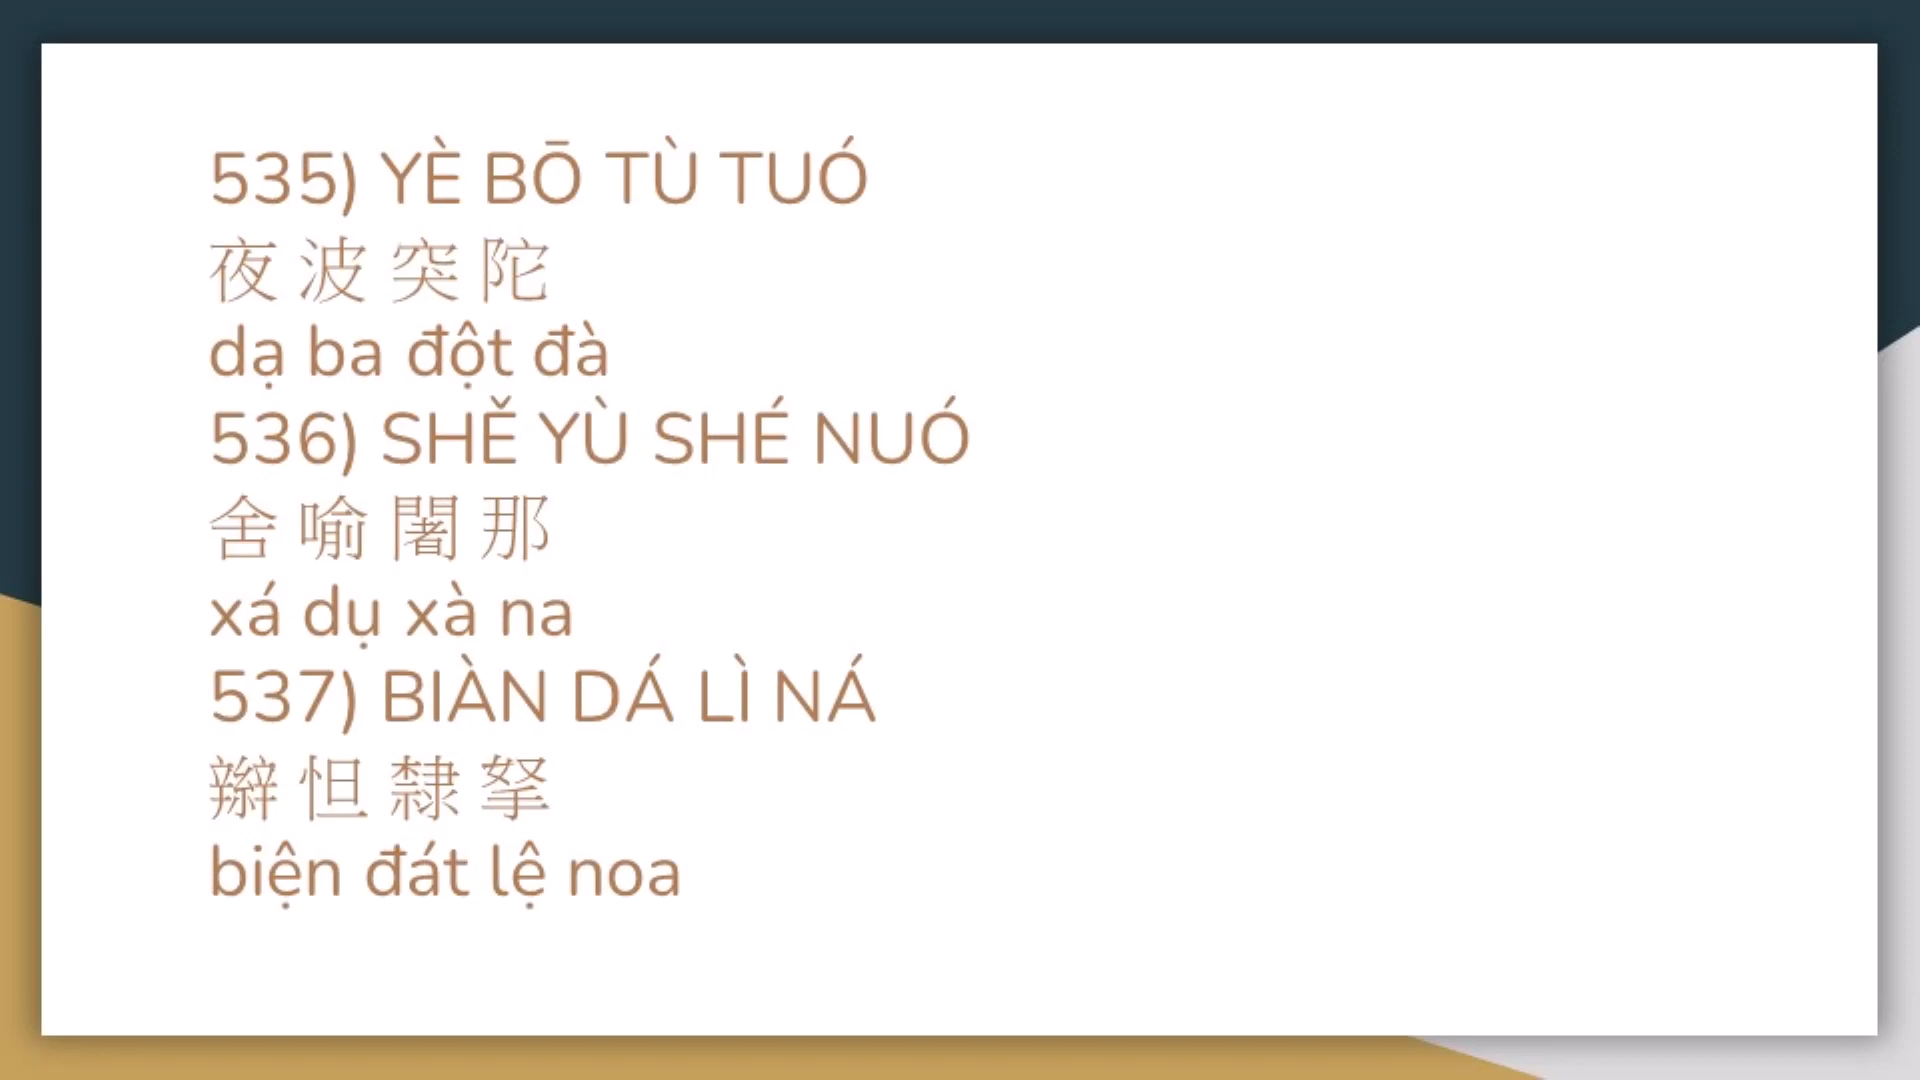 535) YÈ BŌ TÙ TUÓ
夜 波 突 陀
dạ ba đột đà
536) SHĚ YÙ SHÉ NUÓ
舍 喻 闍 那
xá dụ xà na
537) BIÀN DÁ LÌ NÁ
辮 怛 隸 拏
biện đát lệ noa